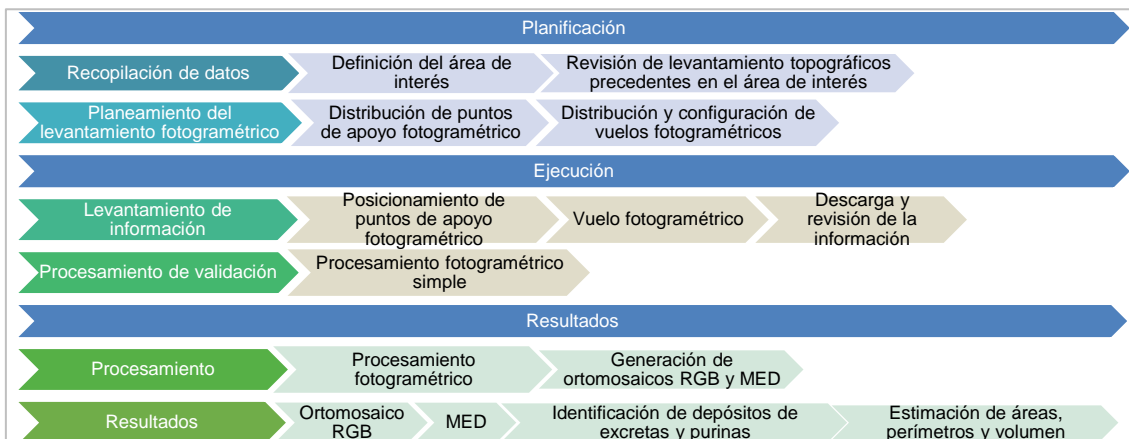 Planificación
Recopilación de datos
Definición del área de
interés
Revisión de levantamiento topográficos
precedentes en el área de interés
Planeamiento del
levantamiento fotogramétrico
Distribución de puntos
de apoyo fotogramétrico
Distribución y configuración de
vuelos fotogramétricos
Ejecución
Levantamiento de
información
Posicionamiento de
puntos de apoyo
fotogramétrico
Vuelo fotogramétrico
Descarga y
revisión de la
información
Procesamiento de validación
Procesamiento fotogramétrico
simple
Resultados
Procesamiento
Procesamiento
fotogramétrico
Generación de
ortomosaicos RGB y MED
Resultados
Ortomosaico
RGB
MED
Identificación de depósitos de
excretas y purinas
Estimación de áreas,
perímetros y volumen